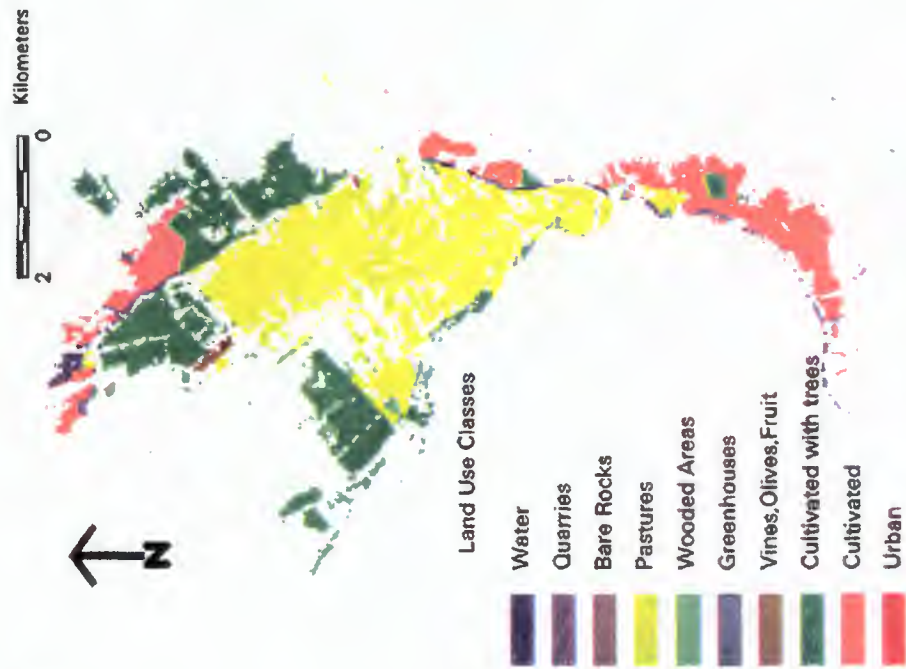 Kilometers
2 0
N
Land Use Classes
Water
Quarries
Bare Rocks
Pastures
Wooded Areas
Greenhouses
Vines,Olives,Fruit
Cultivated with trees
Cultivated
Urban